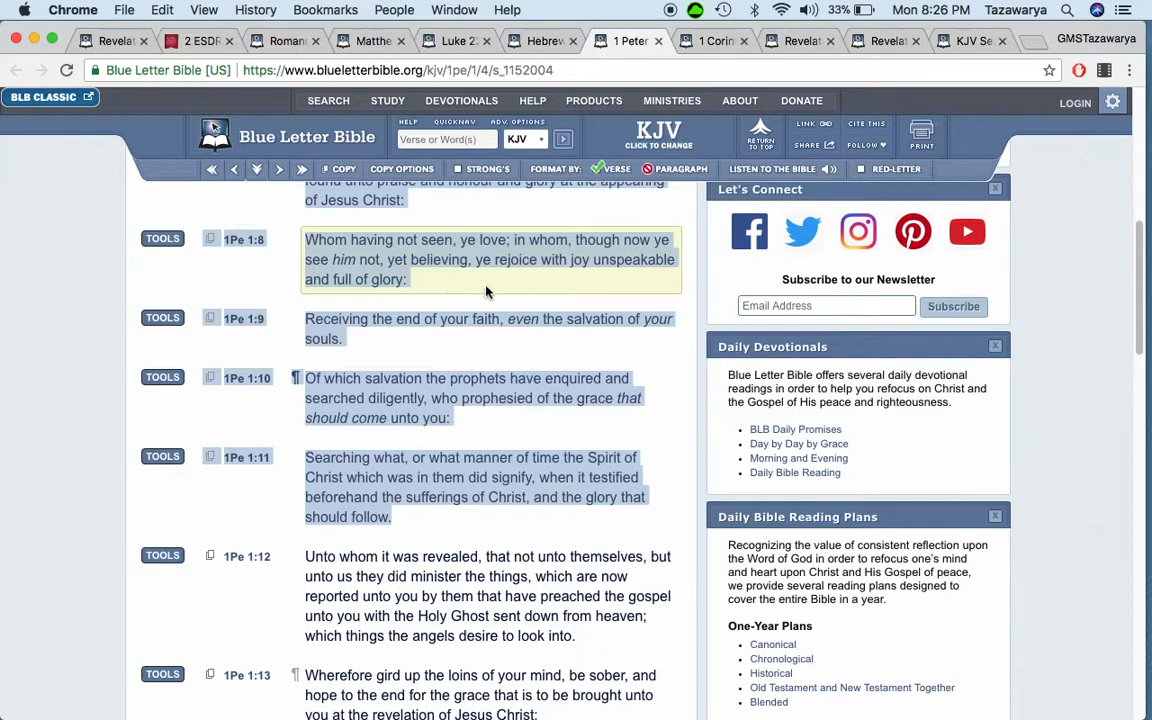 Chrome File Edit View History Bookmarks People Window Help 33% Mon 8:26 PM Tazawarya
Revelat 2 ESDR Roman Matthe Luke 22 Hebrew 1 Peter 1 Corin Revelat Revelat KJV Se GMSTazawarya
Blue Letter Bible [US] https://www.blueletterbible.org/kjv/1pe/1/4/s_1152004
BLB CLASSIC SEARCH STUDY DEVOTIONALS HELP PRODUCTS MINISTRIES ABOUT DONATE LOGIN
HELP QUICKNAV ADV. OPTIONS
Blue Letter Bible Verse or Word(s) KJV
KJV
CLICK TO CHANGE
RETURN
TO TOP
LINK CITE THIS
SHARE FOLLOW
PRINT
COPY COPY OPTIONS STRONG'S FORMAT BY: VERSE PARAGRAPH LISTEN TO THE BIBLE RED-LETTER
found unto praise and honour and glory at the appearing
of Jesus Christ:
TOOLS 1Pe 1:8 Whom having not seen, ye love; in whom, though now ye
see him not, yet believing, ye rejoice with joy unspeakable
and full of glory:
TOOLS 1Pe 1:9 Receiving the end of your faith, even the salvation of your
souls.
TOOLS 1Pe 1:10 ¶ Of which salvation the prophets have enquired and
searched diligently, who prophesied of the grace that
should come unto you:
TOOLS 1Pe 1:11 Searching what, or what manner of time the Spirit of
Christ which was in them did signify, when it testified
beforehand the sufferings of Christ, and the glory that
should follow.
TOOLS 1Pe 1:12 Unto whom it was revealed, that not unto themselves, but
unto us they did minister the things, which are now
reported unto you by them that have preached the gospel
unto you with the Holy Ghost sent down from heaven;
which things the angels desire to look into.
TOOLS 1Pe 1:13 ¶ Wherefore gird up the loins of your mind, be sober, and
hope to the end for the grace that is to be brought unto
you at the revelation of Jesus Christ;
Let's Connect
Subscribe to our Newsletter
Email Address Subscribe
Daily Devotionals
Blue Letter Bible offers several daily devotional
readings in order to help you refocus on Christ and
the Gospel of His peace and righteousness.
BLB Daily Promises
Day by Day by Grace
Morning and Evening
Daily Bible Reading
Daily Bible Reading Plans
Recognizing the value of consistent reflection upon
the Word of God in order to refocus one's mind
and heart upon Christ and His Gospel of peace,
we provide several reading plans designed to
cover the entire Bible in a year.
One-Year Plans
Canonical
Chronological
Historical
Old Testament and New Testament Together
Blended